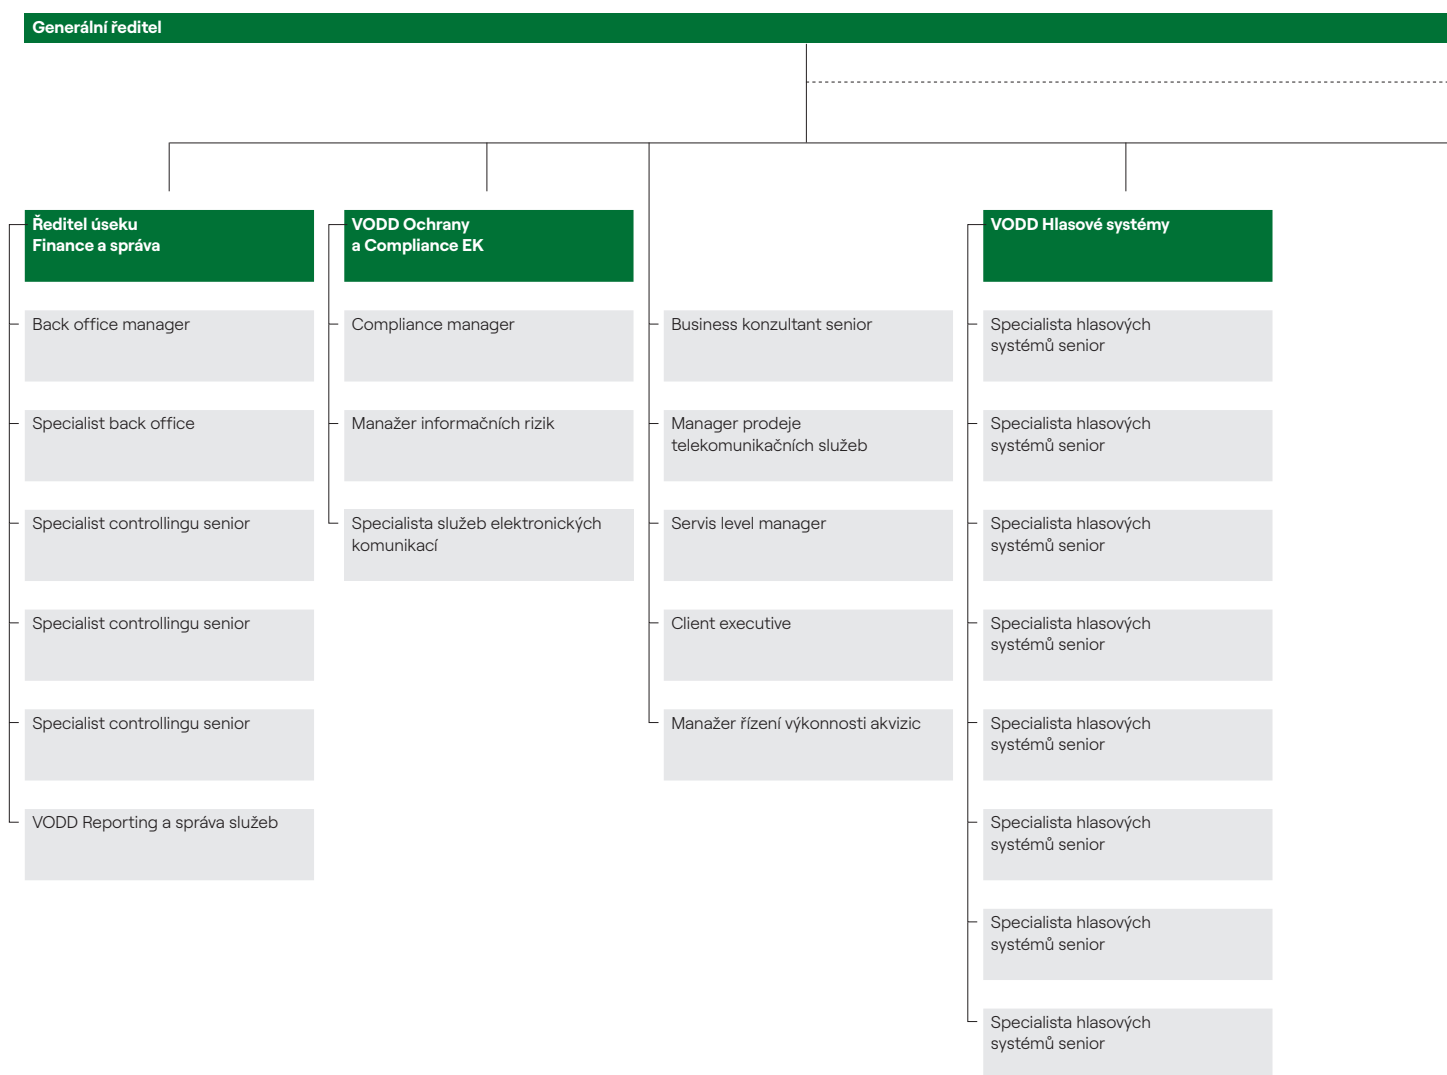 Generální ředitel
Ředitel úseku
Finance a správa
Back office manager
Specialist back office
Specialist controllingu senior
Specialist controllingu senior
Specialist controllingu senior
VODD Reporting a správa služeb
VODD Ochrany
a Compliance EK
Compliance manager
Manažer informačních rizik
Specialista služeb elektronických
komunikací
Business konzultant senior
Manager prodeje
telekomunikačních služeb
Servis level manager
Client executive
Manažer řízení výkonnosti akvizic
VODD Hlasové systémy
Specialista hlasových
systémů senior
Specialista hlasových
systémů senior
Specialista hlasových
systémů senior
Specialista hlasových
systémů senior
Specialista hlasových
systémů senior
Specialista hlasových
systémů senior
Specialista hlasových
systémů senior
Specialista hlasových
systémů senior